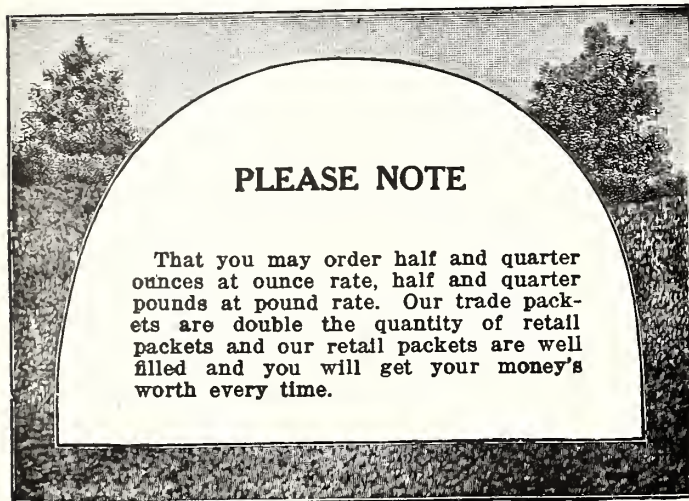 PLEASE NOTE
That you may order half and quarter
ounces at ounce rate, half and quarter
pounds at pound rate. Our trade pack-
ets are double the quantity of retail
packets and our retail packets are well
filled and you will get your money's
worth every time.